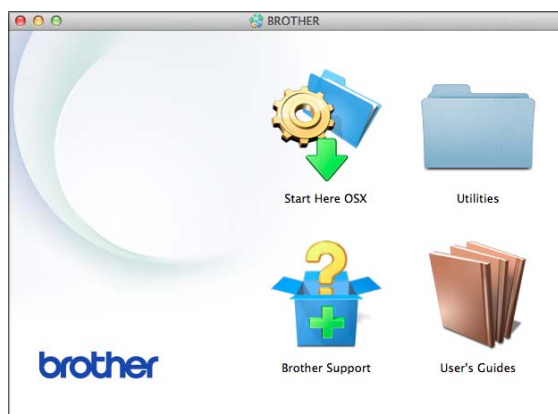 BROTHER
Start Here OSX
Utilities
Brother Support
User's Guides
brother